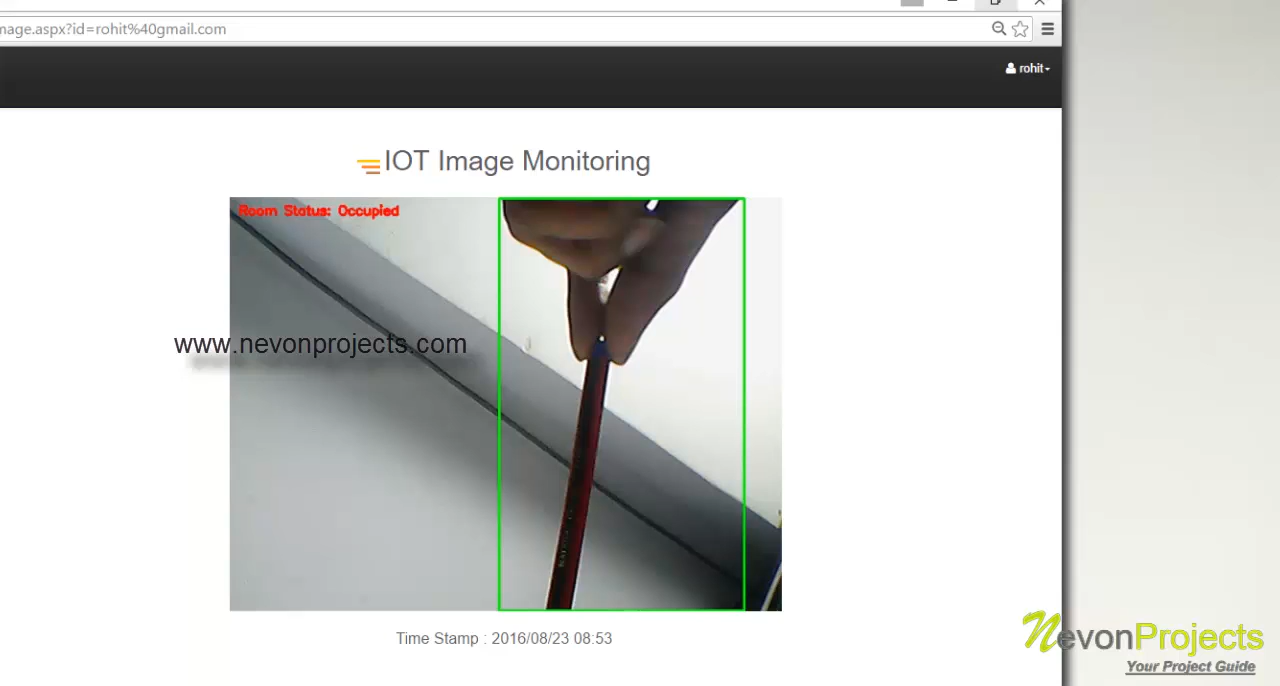 mage.aspx?id=rohit%40gmail.com
rohit
IOT Image Monitoring
Room Status: Occupied
www.nevonprojects.com
Time Stamp : 2016/08/23 08:53
NevonProjects
Your Project Guide